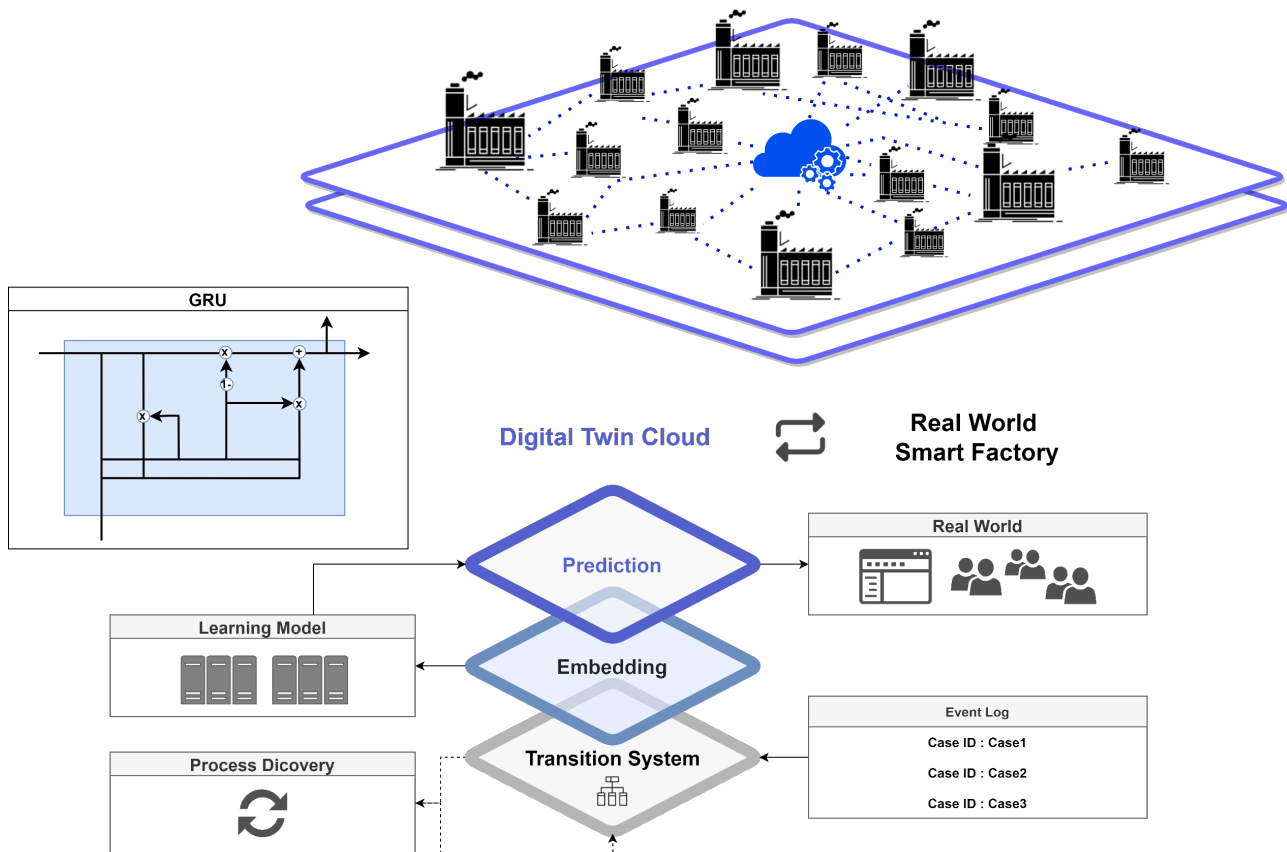 GRU
x
+
1-
x
x
Digital Twin Cloud
Real World
Smart Factory
Prediction
Real World
Learning Model
Embedding
Event Log
Case ID : Case1
Case ID : Case2
Case ID : Case3
Transition System
Process Dicovery